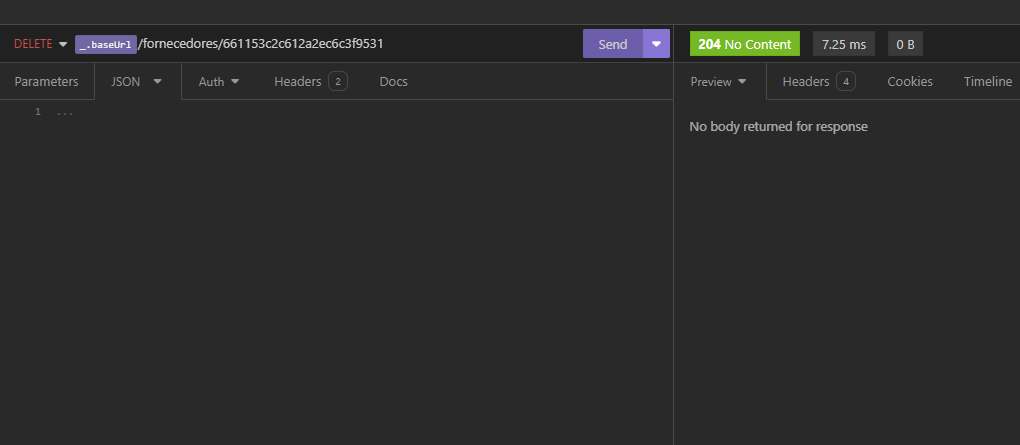 DELETE _.baseUrl /fornecedores/661153c2c612a2ec6c3f9531 Send 204 No Content 7.25 ms 0 B
Parameters JSON Auth Headers 2 Docs Preview Headers 4 Cookies Timeline
1 ...
No body returned for response